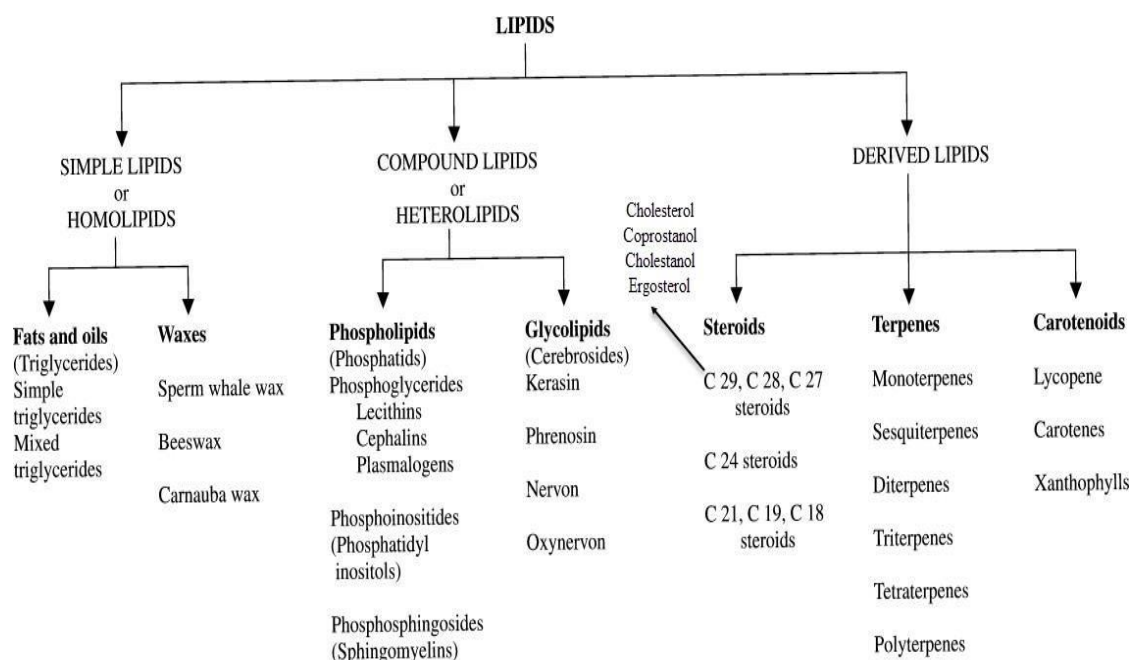 LIPIDS
SIMPLE LIPIDS
or
HOMOLIPIDS
COMPOUND LIPIDS
or
HETEROLIPIDS
DERIVED LIPIDS
Cholesterol
Coprostanol
Cholestanol
Ergosterol
Fats and oils
(Triglycerides)
Simple
triglycerides
Mixed
triglycerides
Waxes
Sperm whale wax
Beeswax
Carnauba wax
Phospholipids
(Phosphatids)
Phosphoglycerides
Lecithins
Cephalins
Plasmalogens
Phosphoinositides
(Phosphatidyl
inositols)
Phosphosphingosides
(Sphingomyelins)
Glycolipids
(Cerebrosides)
Kerasin
Phrenosin
Nervon
Oxynervon
Steroids
C 29, C 28, C 27
steroids
C 24 steroids
C 21, C 19, C 18
steroids
Terpenes
Monoterpenes
Sesquiterpenes
Diterpenes
Triterpenes
Tetraterpenes
Polyterpenes
Carotenoids
Lycopene
Carotenes
Xanthophylls